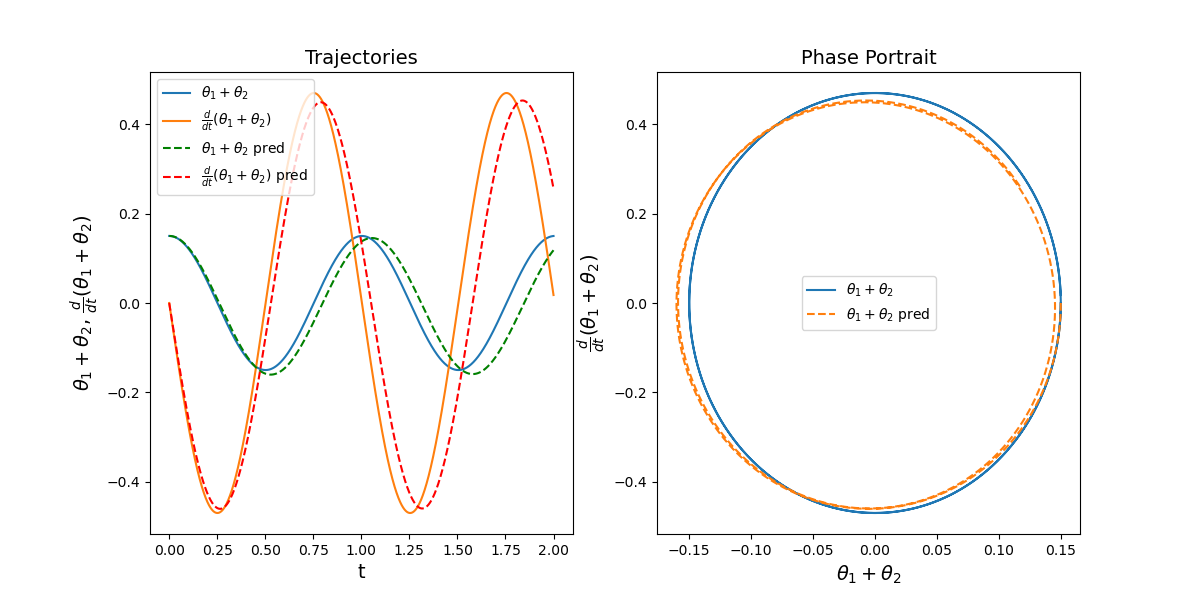 Trajectories
θ₁ + θ₂
d/dt(θ₁ + θ₂)
θ₁ + θ₂ pred
d/dt(θ₁ + θ₂) pred
θ₁ + θ₂, d/dt(θ₁ + θ₂)
0.4
0.2
0.0
−0.2
−0.4
0.00 0.25 0.50 0.75 1.00 1.25 1.50 1.75 2.00
t
Phase Portrait
θ₁ + θ₂
θ₁ + θ₂ pred
d/dt(θ₁ + θ₂)
0.4
0.2
0.0
−0.2
−0.4
−0.15 −0.10 −0.05 0.00 0.05 0.10 0.15
θ₁ + θ₂